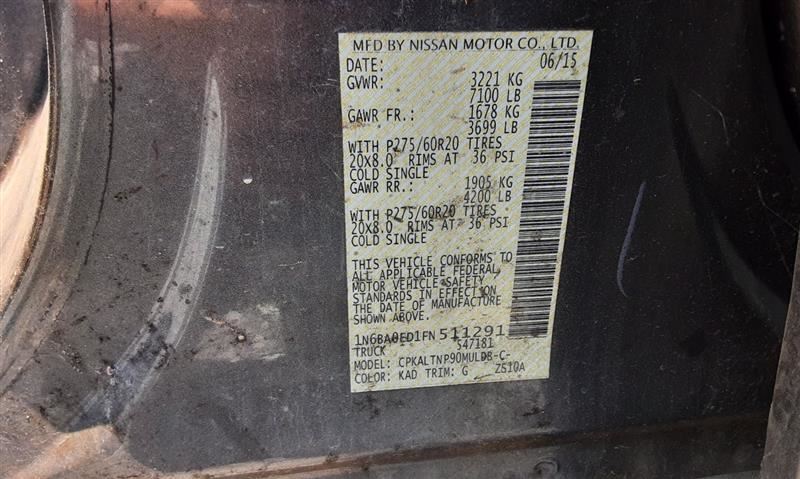 MFD BY NISSAN MOTOR CO., LTD.
DATE: 06/15
GVWR: 3221 KG
7100 LB
GAWR FR.: 1678 KG
3699 LB
WITH P275/60R20 TIRES
20x8.0 RIMS AT 36 PSI
COLD SINGLE
GAWR RR.: 1905 KG
4200 LB
WITH P275/60R20 TIRES
20x8.0 RIMS AT 36 PSI
COLD SINGLE
THIS VEHICLE CONFORMS TO
ALL APPLICABLE FEDERAL
MOTOR VEHICLE SAFETY
STANDARDS IN EFFECT ON
THE DATE OF MANUFACTURE
SHOWN ABOVE.
1N6BA0ED1FN 511291
TRUCK 547181
MODEL: CPKALTNP90MULDB-C-
COLOR: KAD TRIM: G ZS10A